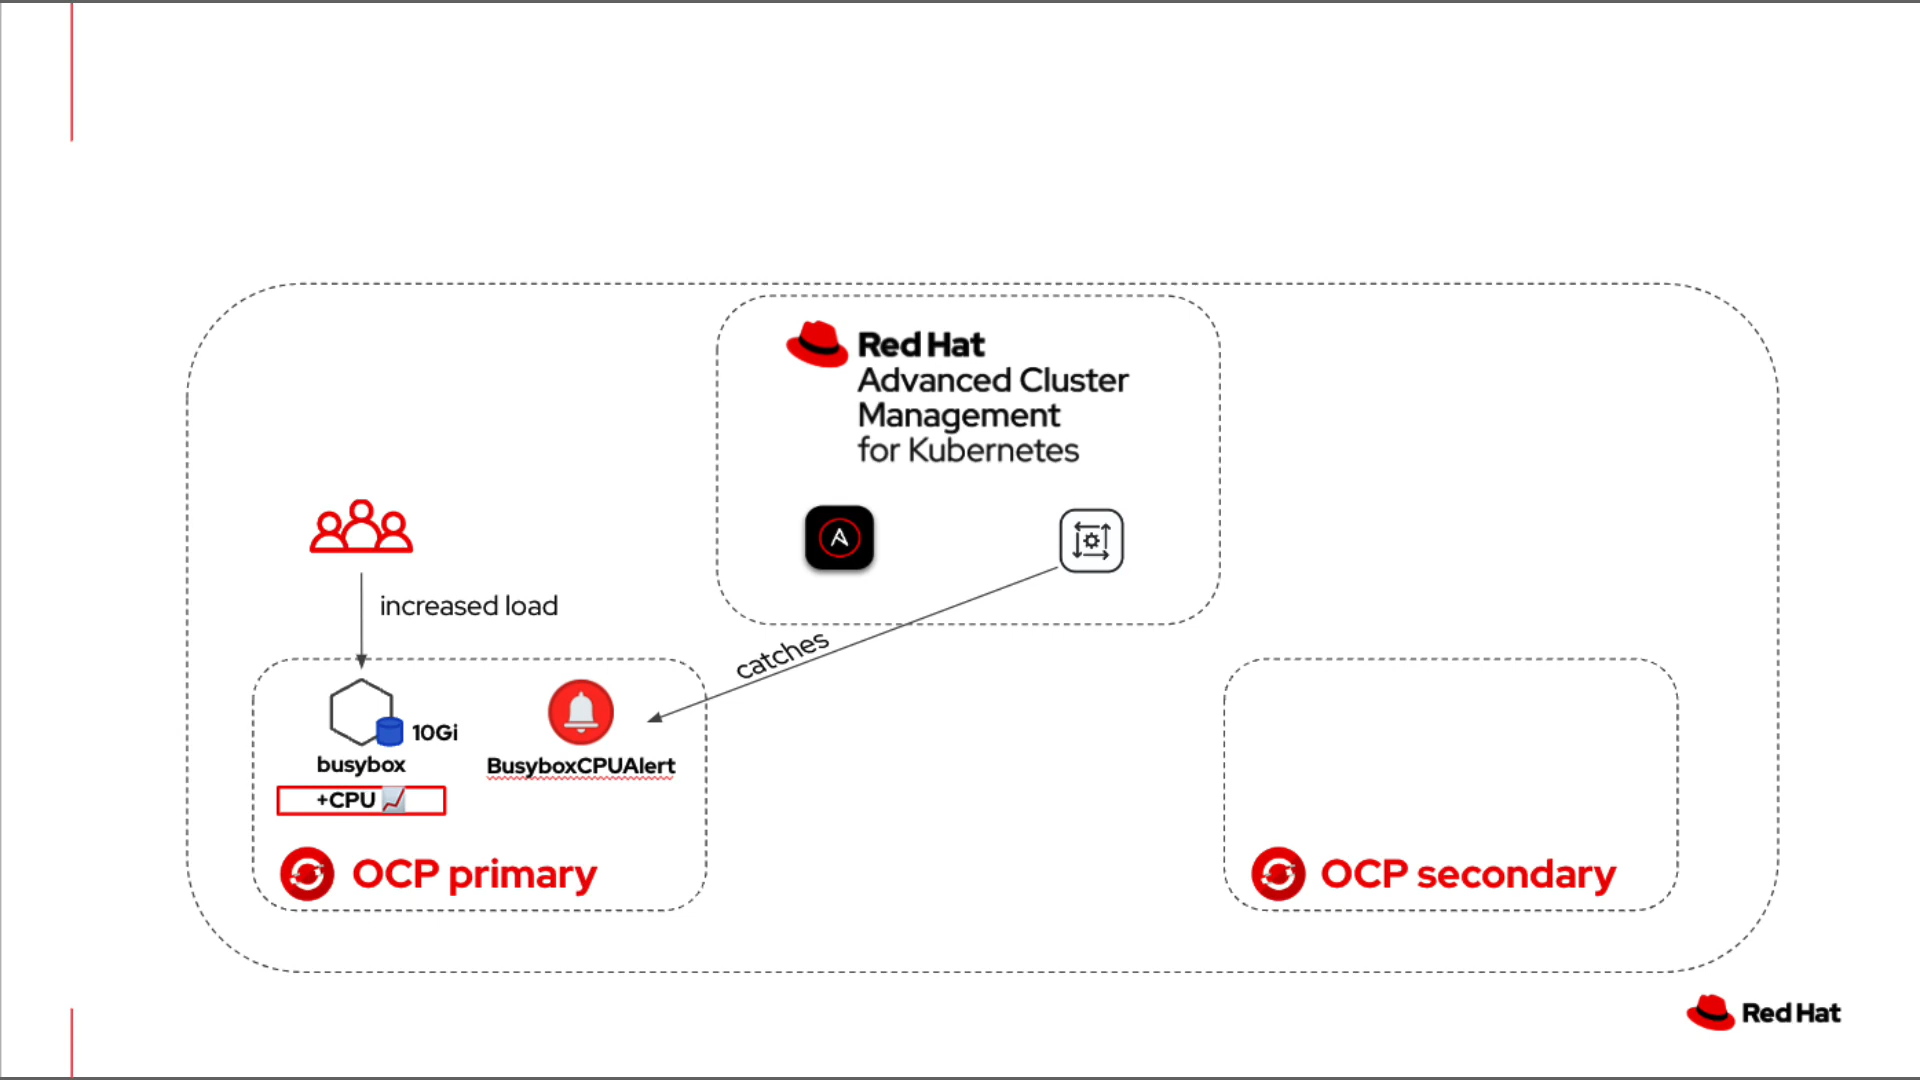 Red Hat
Advanced Cluster
Management
for Kubernetes
increased load
catches
10Gi
busybox
BusyboxCPUAlert
+CPU
OCP primary
OCP secondary
Red Hat